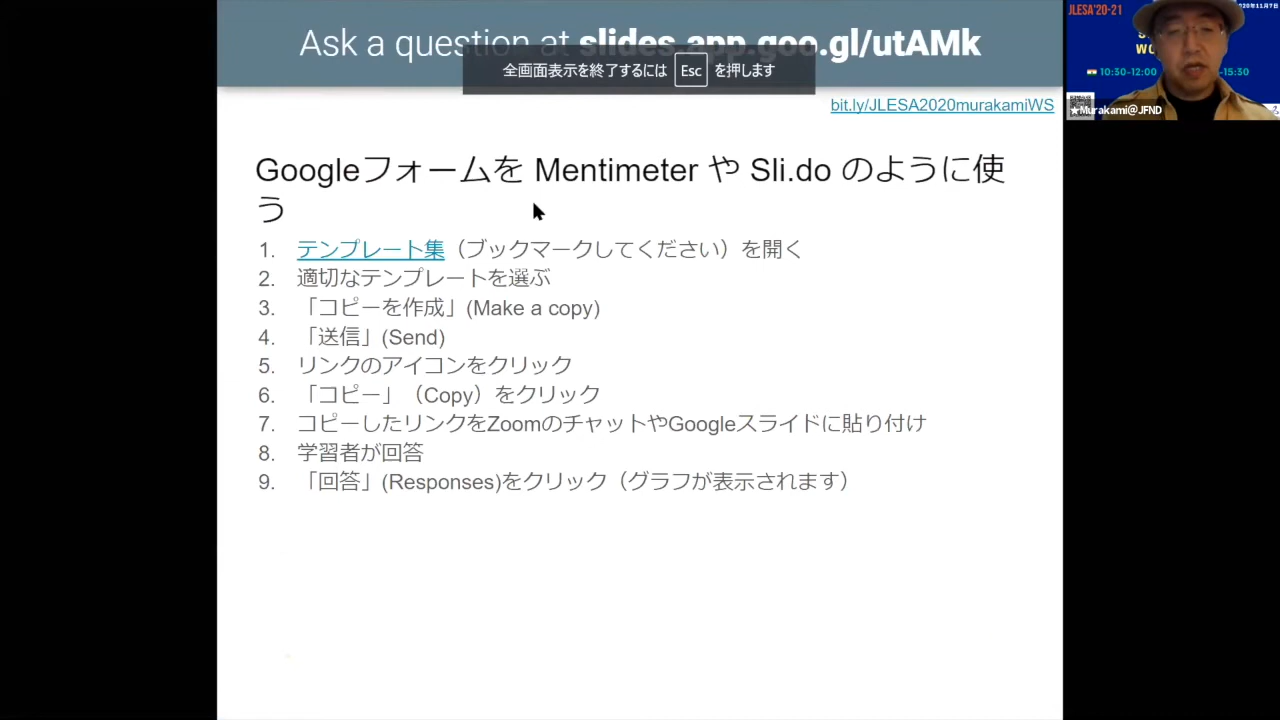 Ask a question at slides.app.goo.gl/utAMk
全画面表示を終了するには Esc を押します
bit.ly/JLESA2020murakamiWS
Googleフォームを Mentimeter や Sli.do のように使
う
1. テンプレート集（ブックマークしてください）を開く
2. 適切なテンプレートを選ぶ
3. 「コピーを作成」(Make a copy)
4. 「送信」(Send)
5. リンクのアイコンをクリック
6. 「コピー」（Copy）をクリック
7. コピーしたリンクをZoomのチャットやGoogleスライドに貼り付け
8. 学習者が回答
9. 「回答」(Responses)をクリック（グラフが表示されます）
JLESA'20-21
2020年11月7日
10:30-12:00
-15:30
★Murakami@JFND